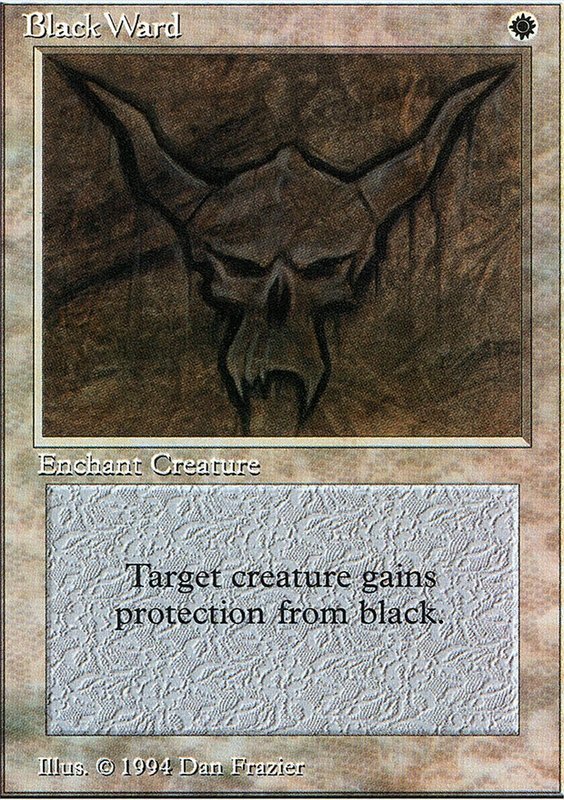 Black Ward
Enchant Creature
Target creature gains
protection from black.
Illus. © 1994 Dan Frazier